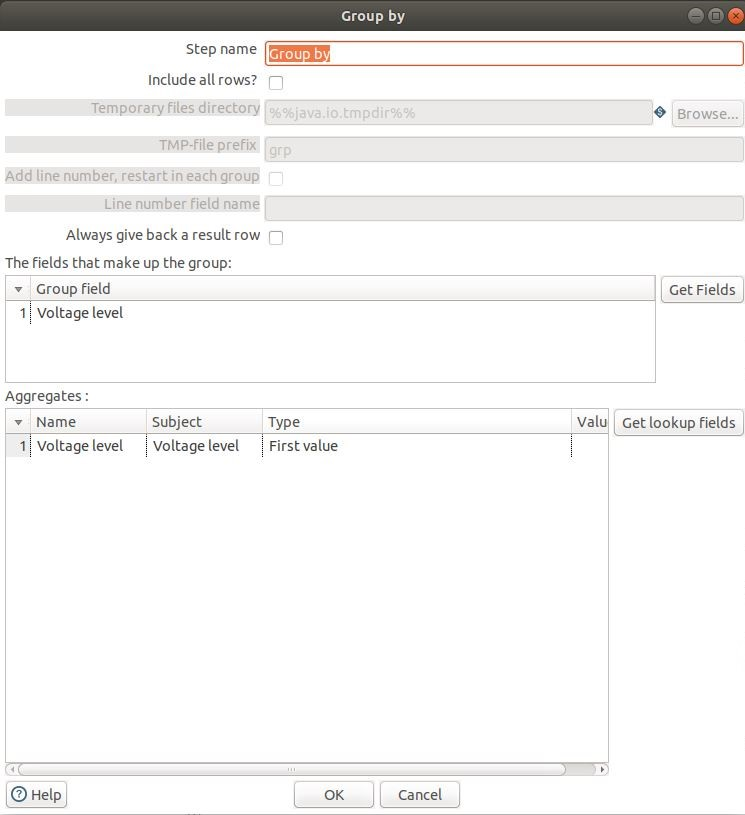 Group by
Step name Group by
Include all rows?
Temporary files directory %%java.io.tmpdir%% Browse...
TMP-file prefix grp
Add line number, restart in each group
Line number field name
Always give back a result row
The fields that make up the group:
Group field Get Fields
1 Voltage level
Aggregates :
Name Subject Type Valu Get lookup fields
1 Voltage level Voltage level First value
Help OK Cancel